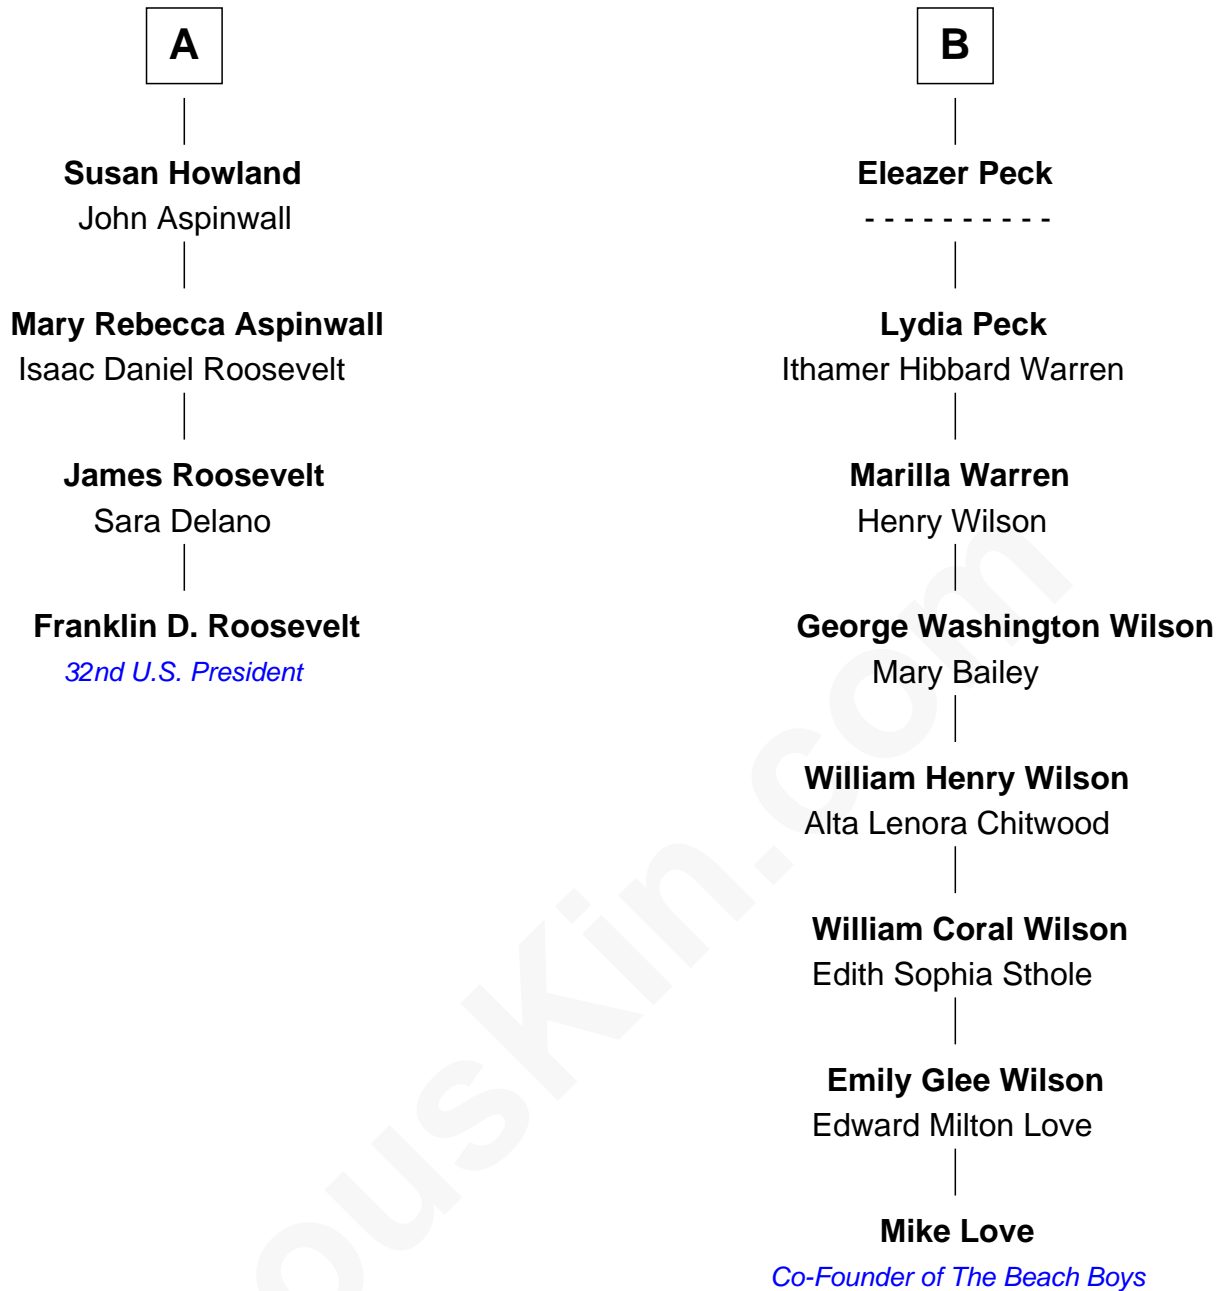 A
Susan Howland
John Aspinwall
Mary Rebecca Aspinwall
Isaac Daniel Roosevelt
James Roosevelt
Sara Delano
Franklin D. Roosevelt
32nd U.S. President
B
Eleazer Peck
- - - - - - - - - -
Lydia Peck
Ithamer Hibbard Warren
Marilla Warren
Henry Wilson
George Washington Wilson
Mary Bailey
William Henry Wilson
Alta Lenora Chitwood
William Coral Wilson
Edith Sophia Sthole
Emily Glee Wilson
Edward Milton Love
Mike Love
Co-Founder of The Beach Boys
ousKin.com